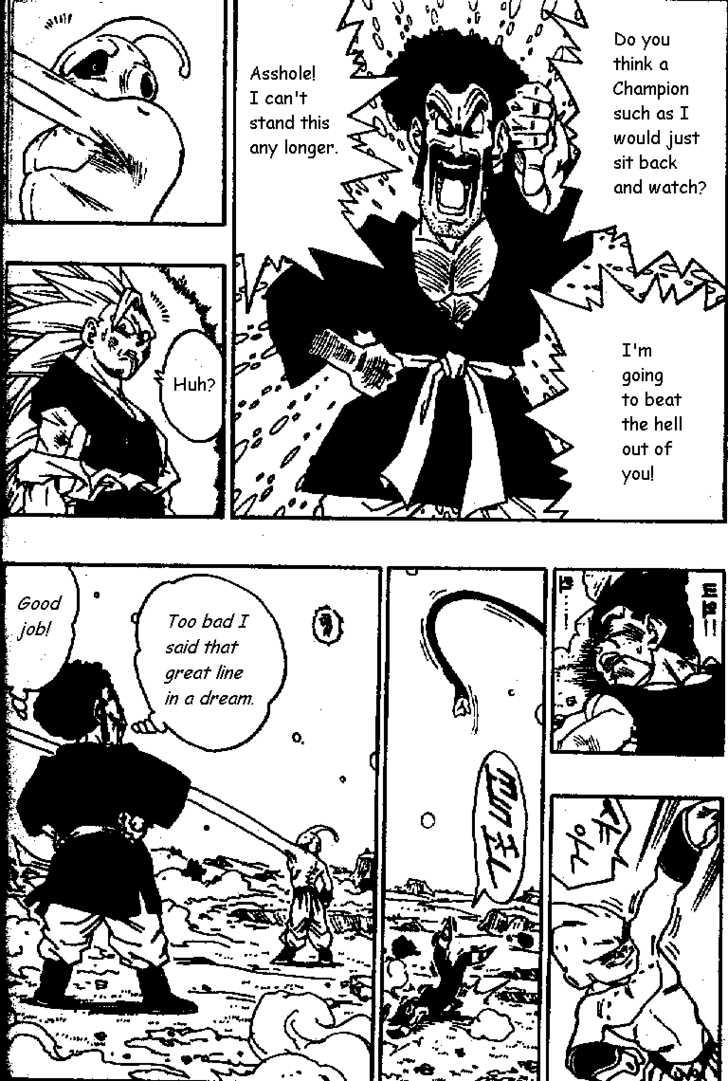 Asshole!
I can't
stand this
any longer.
Do you
think a
Champion
such as I
would just
sit back
and watch?
I'm
going
to beat
the hell
out of
you!
Huh?
Too bad I
said that
great line
in a dream.
Good
job!